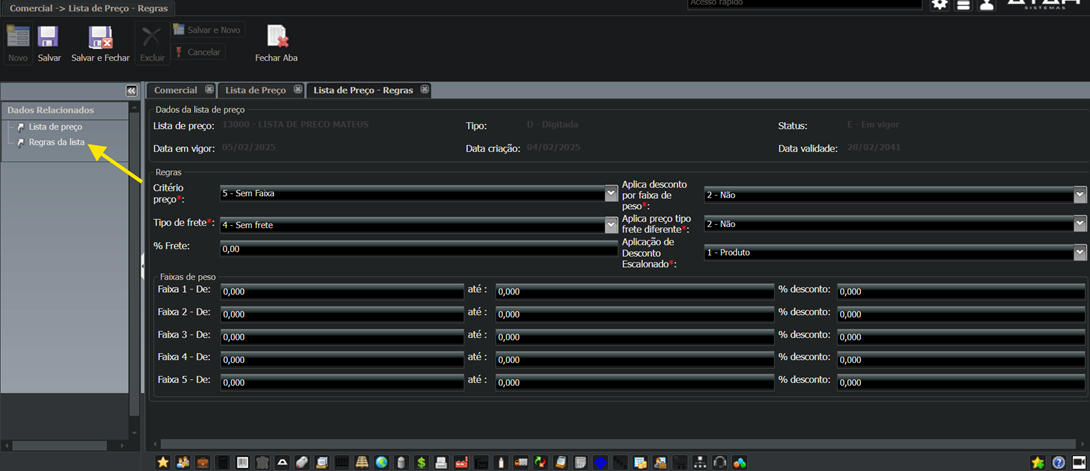 Comercial -> Lista de Preço - Regras
Acesso rápido
SISTEMAS
Novo
Salvar
Salvar e Fechar
Excluir
Salvar e Novo
Cancelar
Fechar Aba
Comercial
Lista de Preço
Lista de Preço - Regras
Dados Relacionados
Lista de preço
Regras da lista
Dados da lista de preço
Lista de preço: 13000 - LISTA DE PRECO MATEUS Tipo: D - Digitada Status: E - Em vigor
Data em vigor: 05/02/2025 Data criação: 04/02/2025 Data validade: 28/02/2041
Regras
Critério preço*: 5 - Sem Faixa
Aplica desconto por faixa de peso*: 2 - Não
Tipo de frete*: 4 - Sem frete
Aplica preço tipo frete diferente*: 2 - Não
% Frete: 0,00
Aplicação de Desconto Escalonado*: 1 - Produto
Faixas de peso
Faixa 1 - De: 0,000 até : 0,000 % desconto: 0,000
Faixa 2 - De: 0,000 até : 0,000 % desconto: 0,000
Faixa 3 - De: 0,000 até : 0,000 % desconto: 0,000
Faixa 4 - De: 0,000 até : 0,000 % desconto: 0,000
Faixa 5 - De: 0,000 até : 0,000 % desconto: 0,000